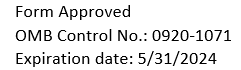 Form Approved
OMB Control No.: 0920-1071
Expiration date: 5/31/2024